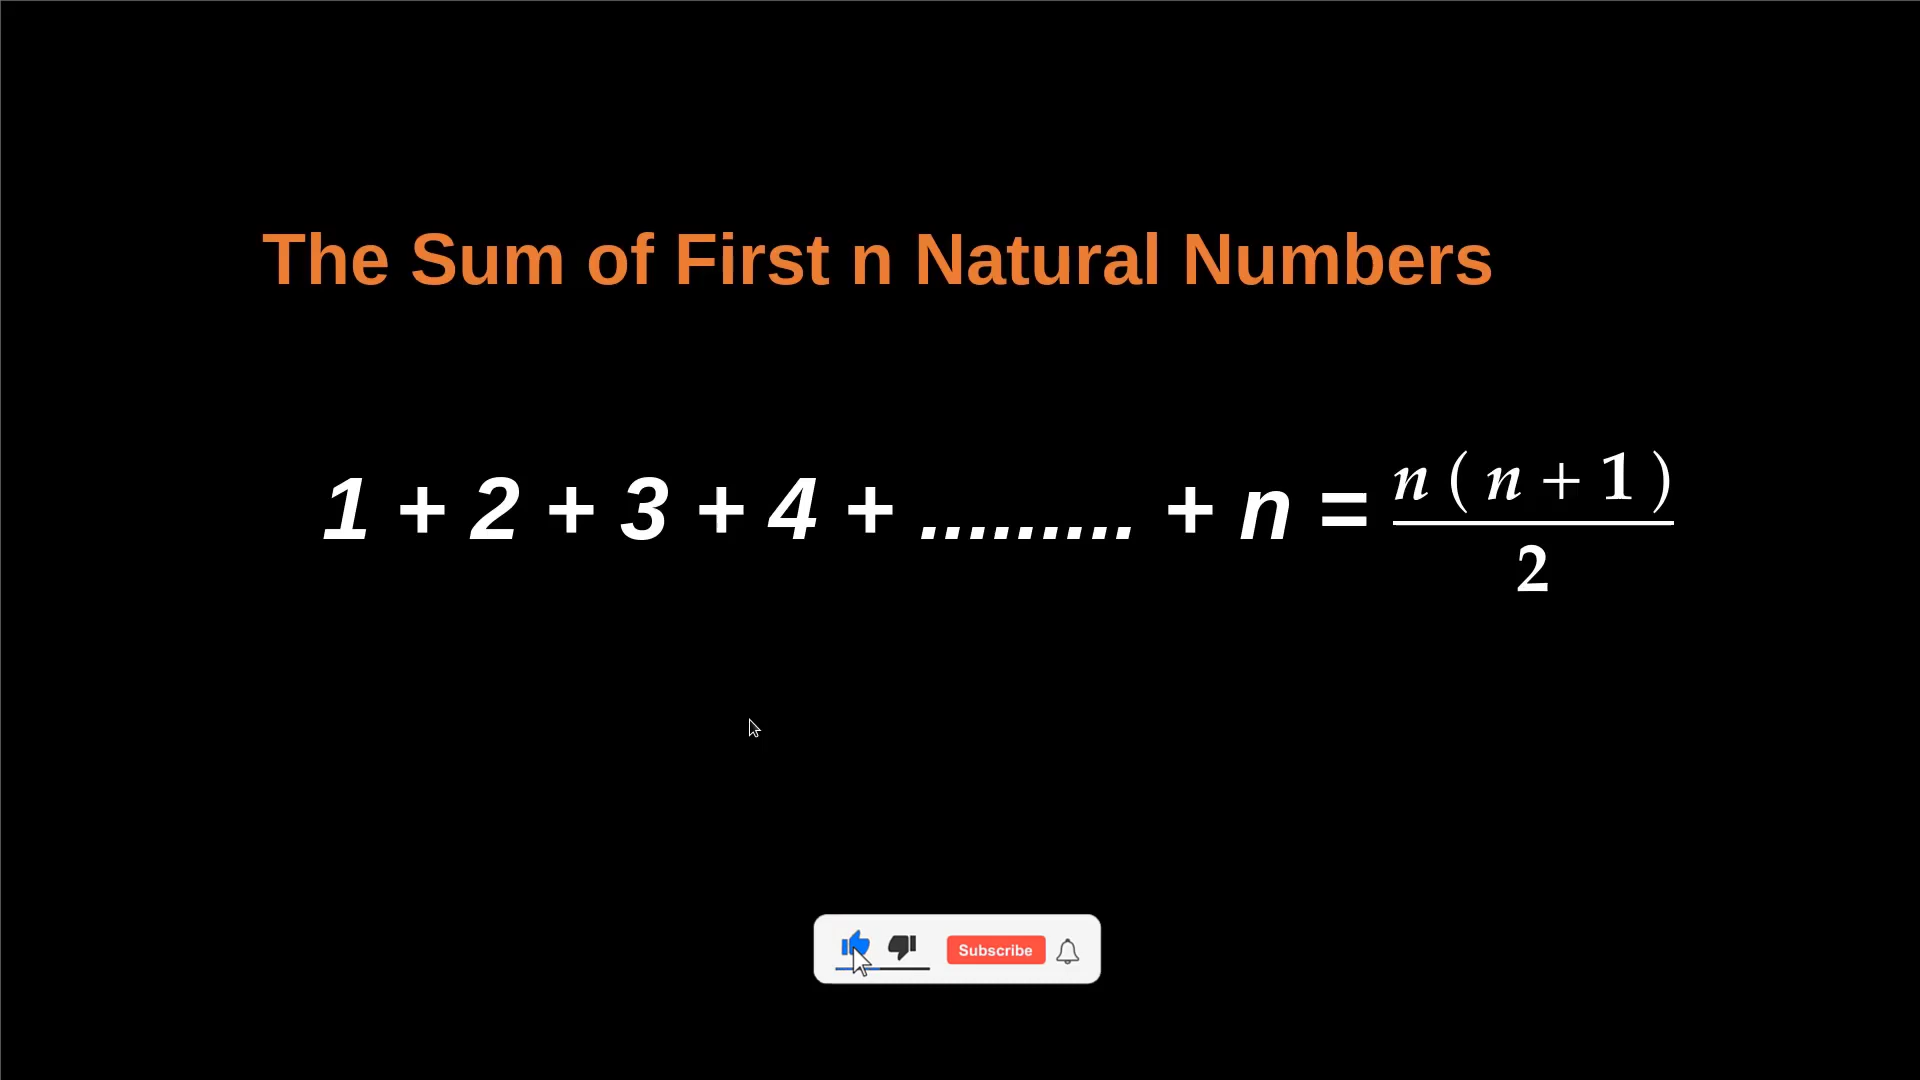 The Sum of First n Natural Numbers
1 + 2 + 3 + 4 + ......... + n = n ( n + 1 ) / 2
Subscribe